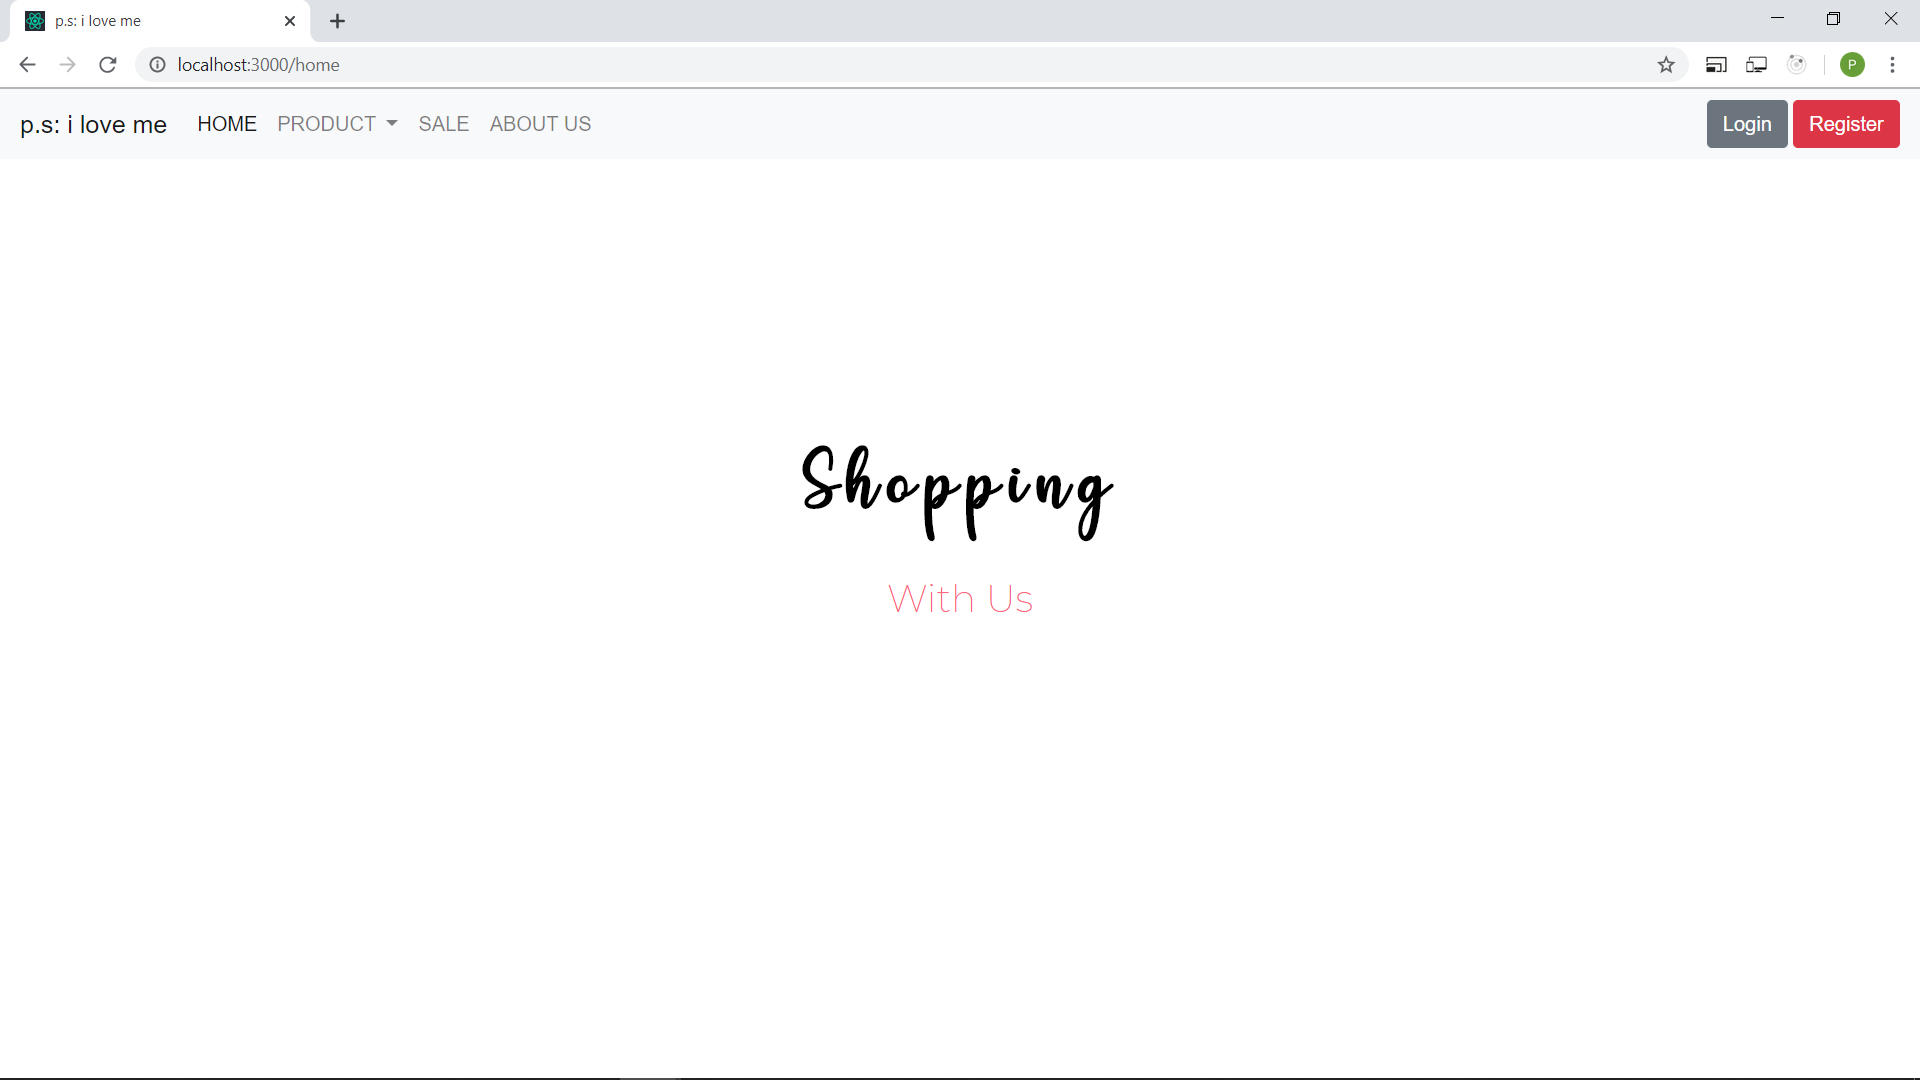 p.s: i love me
localhost:3000/home
P
p.s: i love me HOME PRODUCT SALE ABOUT US Login Register
Shopping
With Us